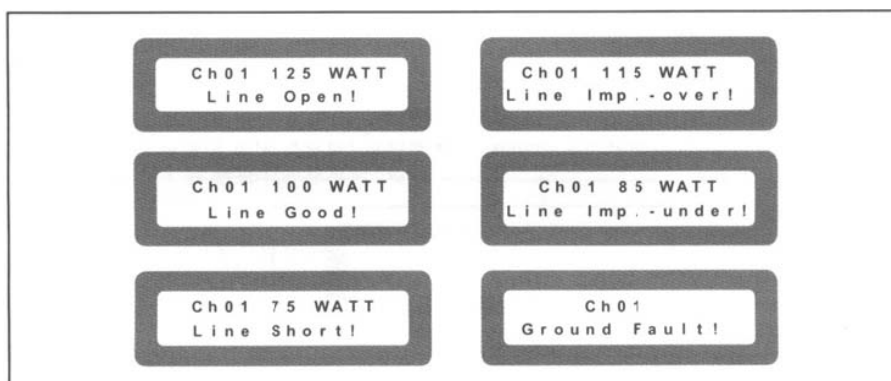 Ch01 125 WATT
Line Open!
Ch01 115 WATT
Line Imp.-over!
Ch01 100 WATT
Line Good!
Ch01 85 WATT
Line Imp.-under!
Ch01 75 WATT
Line Short!
Ch01
Ground Fault!